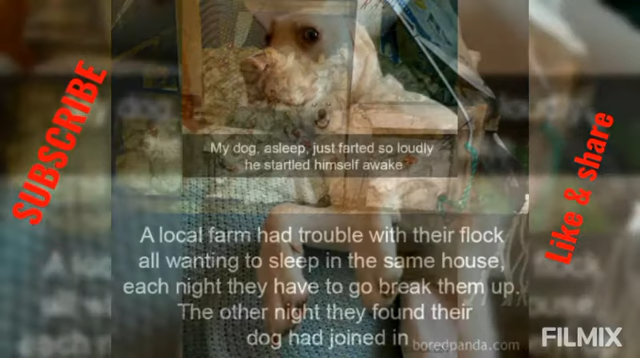 SUBSCRIBE
My dog, asleep, just farted so loudly
he startled himself awake
Like & share
A local farm had trouble with their flock
all wanting to sleep in the same house,
each night they have to go break them up.
The other night they found their
dog had joined in
boredpanda.com
FILMIX